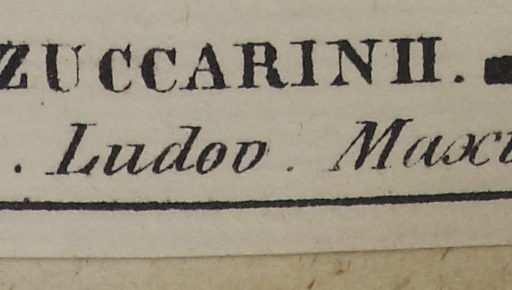 ZUCCARINII.
. Ludov. Maxi